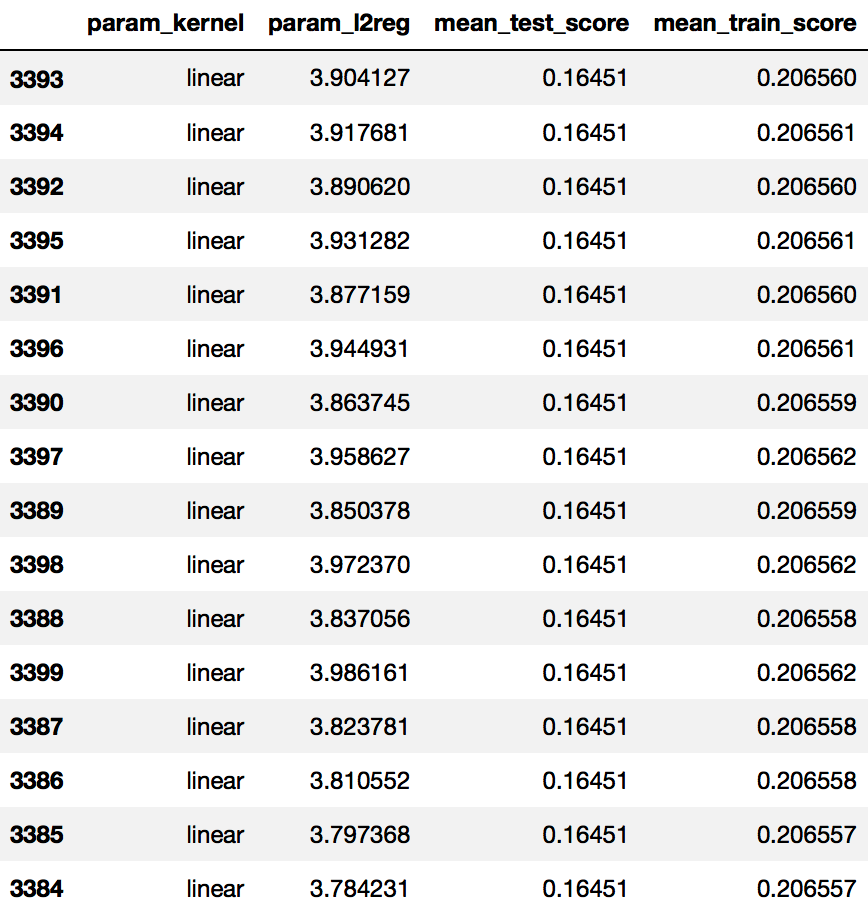 param_kernel param_l2reg mean_test_score mean_train_score
3393 linear 3.904127 0.16451 0.206560
3394 linear 3.917681 0.16451 0.206561
3392 linear 3.890620 0.16451 0.206560
3395 linear 3.931282 0.16451 0.206561
3391 linear 3.877159 0.16451 0.206560
3396 linear 3.944931 0.16451 0.206561
3390 linear 3.863745 0.16451 0.206559
3397 linear 3.958627 0.16451 0.206562
3389 linear 3.850378 0.16451 0.206559
3398 linear 3.972370 0.16451 0.206562
3388 linear 3.837056 0.16451 0.206558
3399 linear 3.986161 0.16451 0.206562
3387 linear 3.823781 0.16451 0.206558
3386 linear 3.810552 0.16451 0.206558
3385 linear 3.797368 0.16451 0.206557
3384 linear 3.784231 0.16451 0.206557